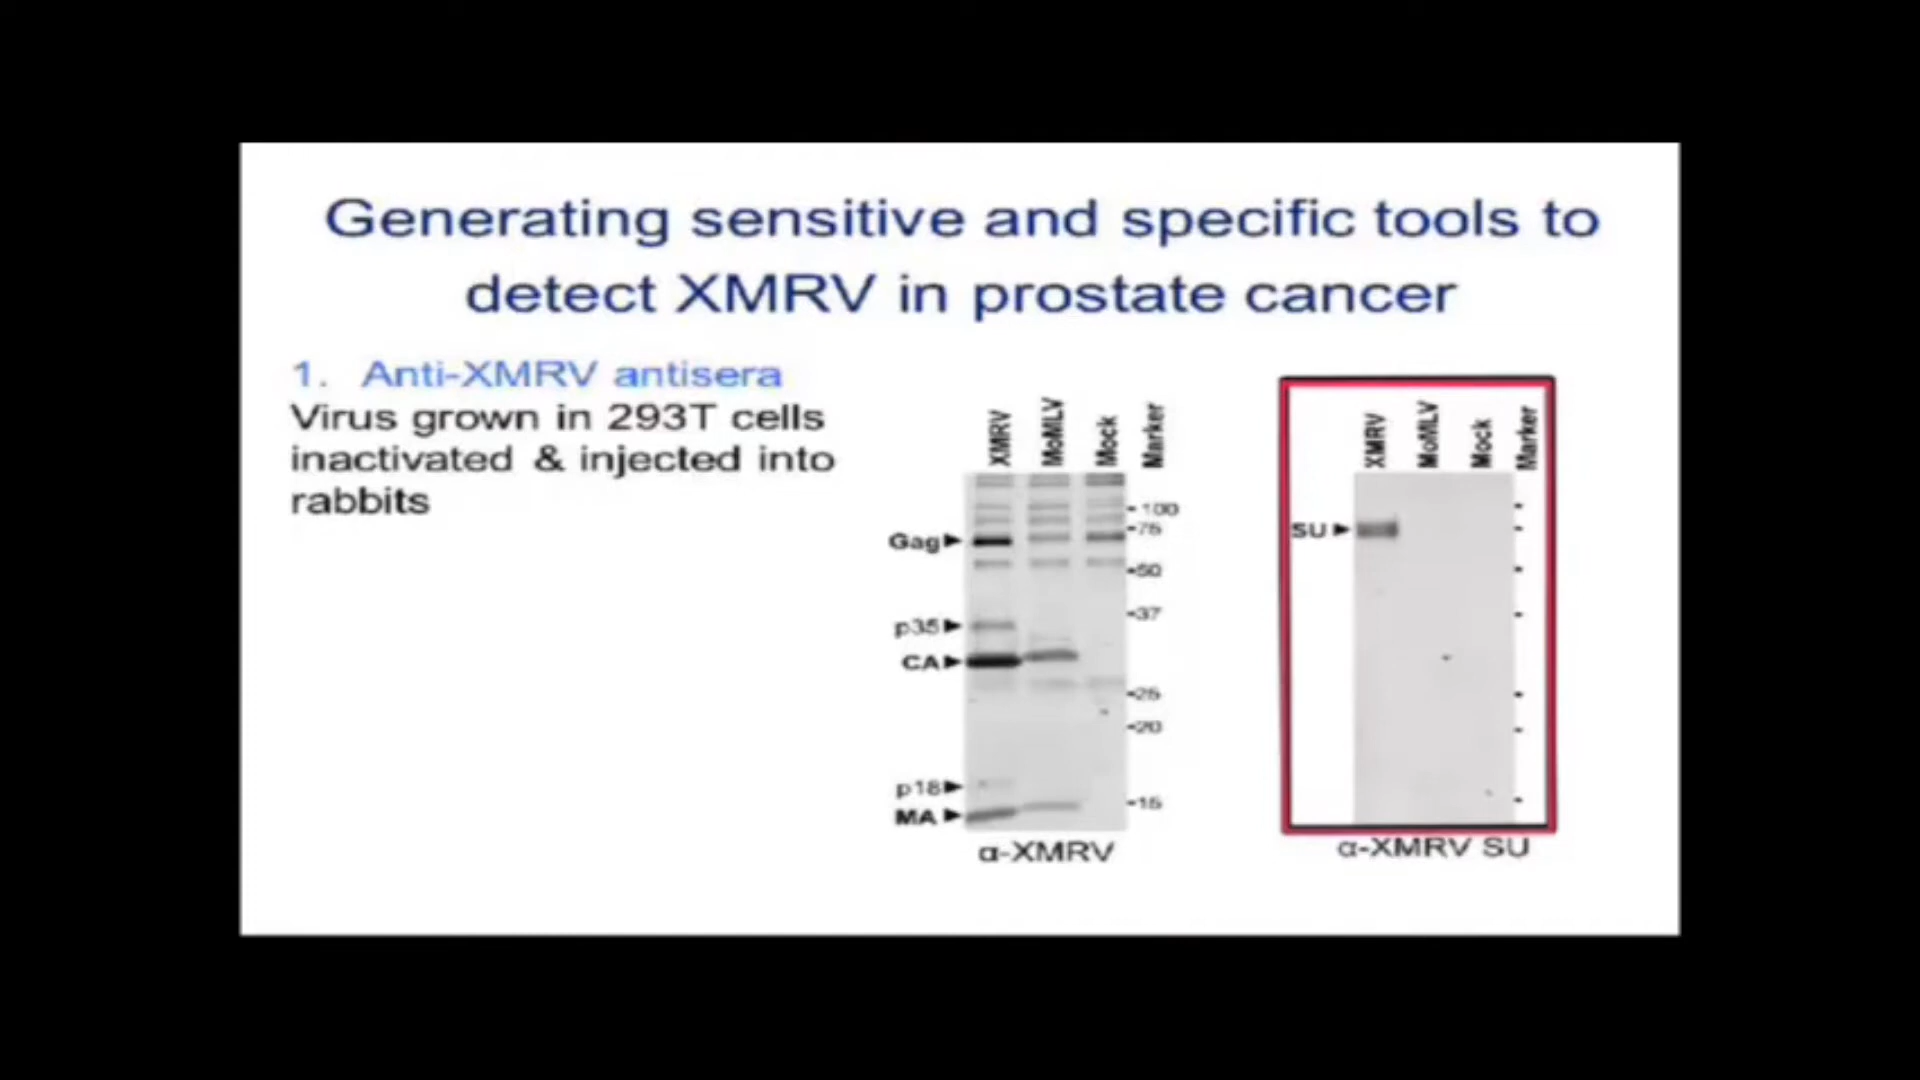 Generating sensitive and specific tools to
detect XMRV in prostate cancer
1. Anti-XMRV antisera
Virus grown in 293T cells
inactivated & injected into
rabbits
XMRV
MoMLV
Mock
Marker
Gag
p35
CA
p18
MA
100
75
50
37
25
20
15
α-XMRV
XMRV
MoMLV
Mock
Marker
SU
α-XMRV SU